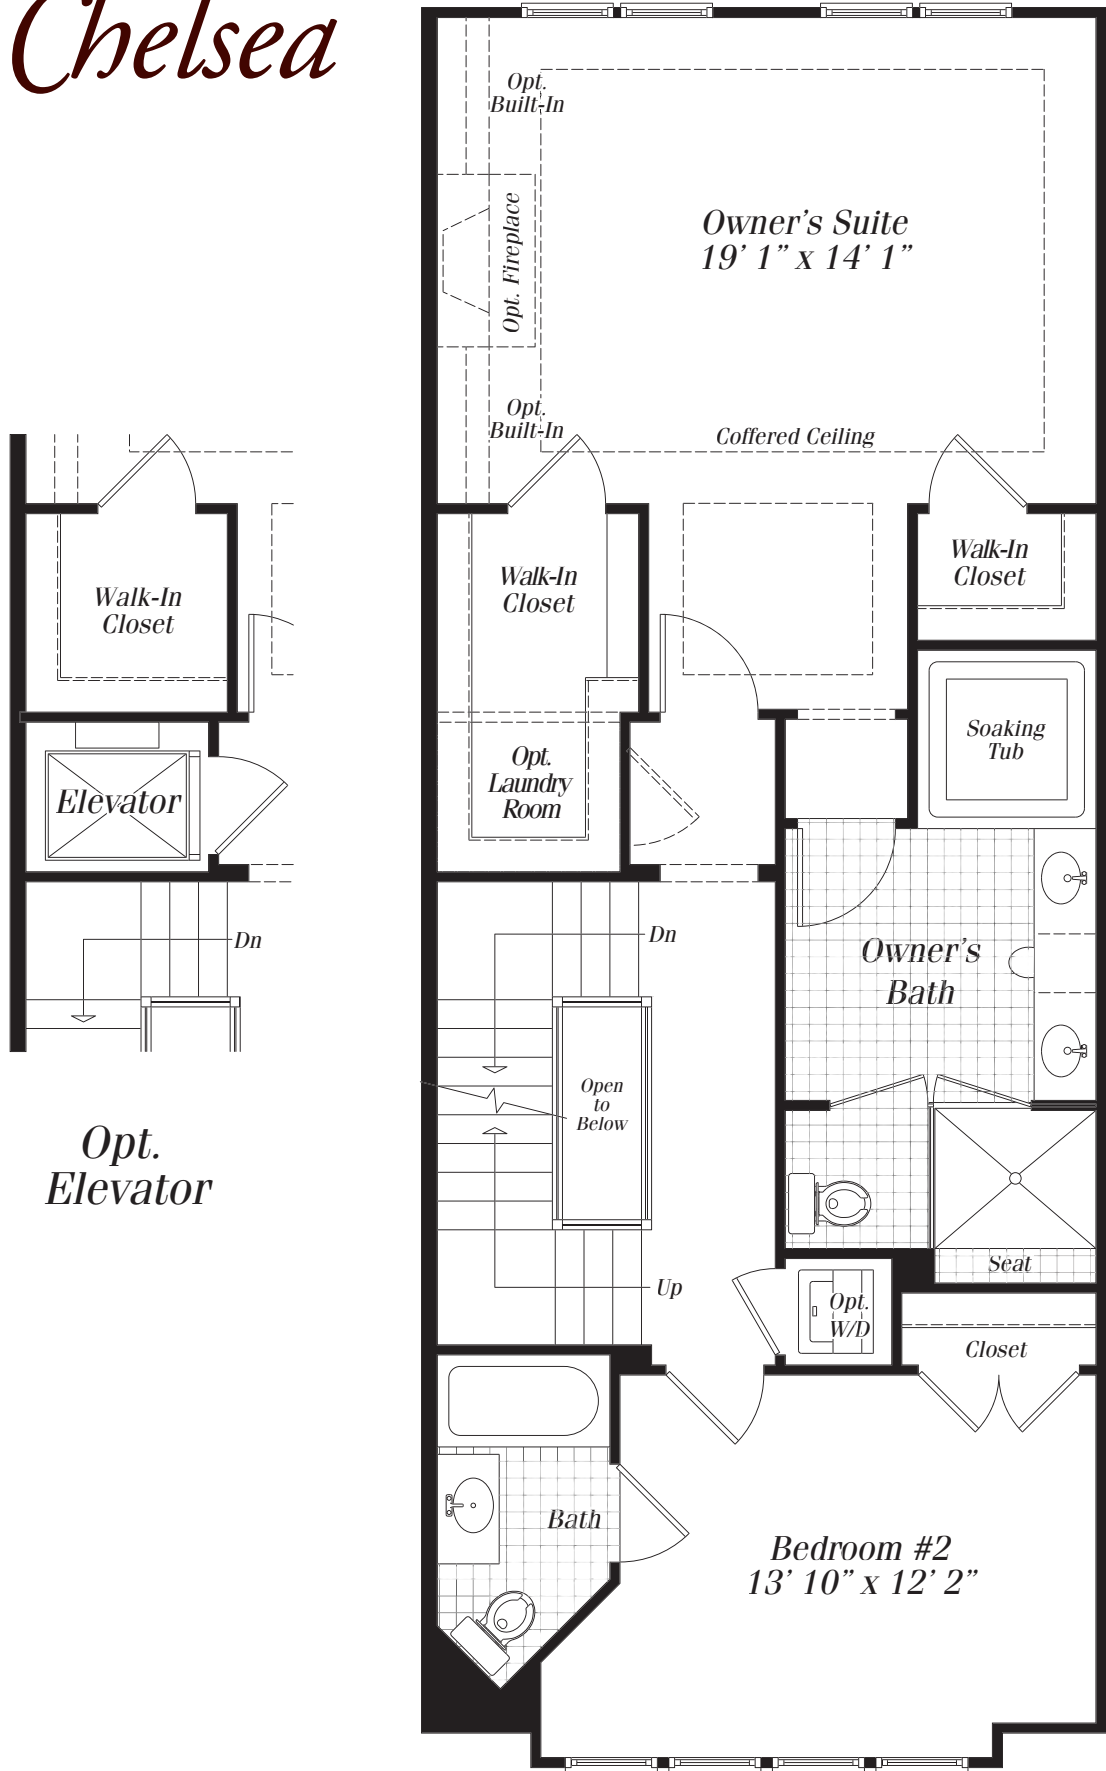 Chelsea
Opt.
Built-In
Opt. Fireplace
Owner's Suite
19' 1" x 14' 1"
Opt.
Built-In
Coffered Ceiling
Walk-In
Closet
Walk-In
Closet
Walk-In
Closet
Soaking
Tub
Opt.
Laundry
Room
Elevator
Dn
Dn
Owner's
Bath
Open
to
Below
Opt.
Elevator
Seat
Up
Opt.
W/D
Closet
Bath
Bedroom #2
13' 10" x 12' 2"